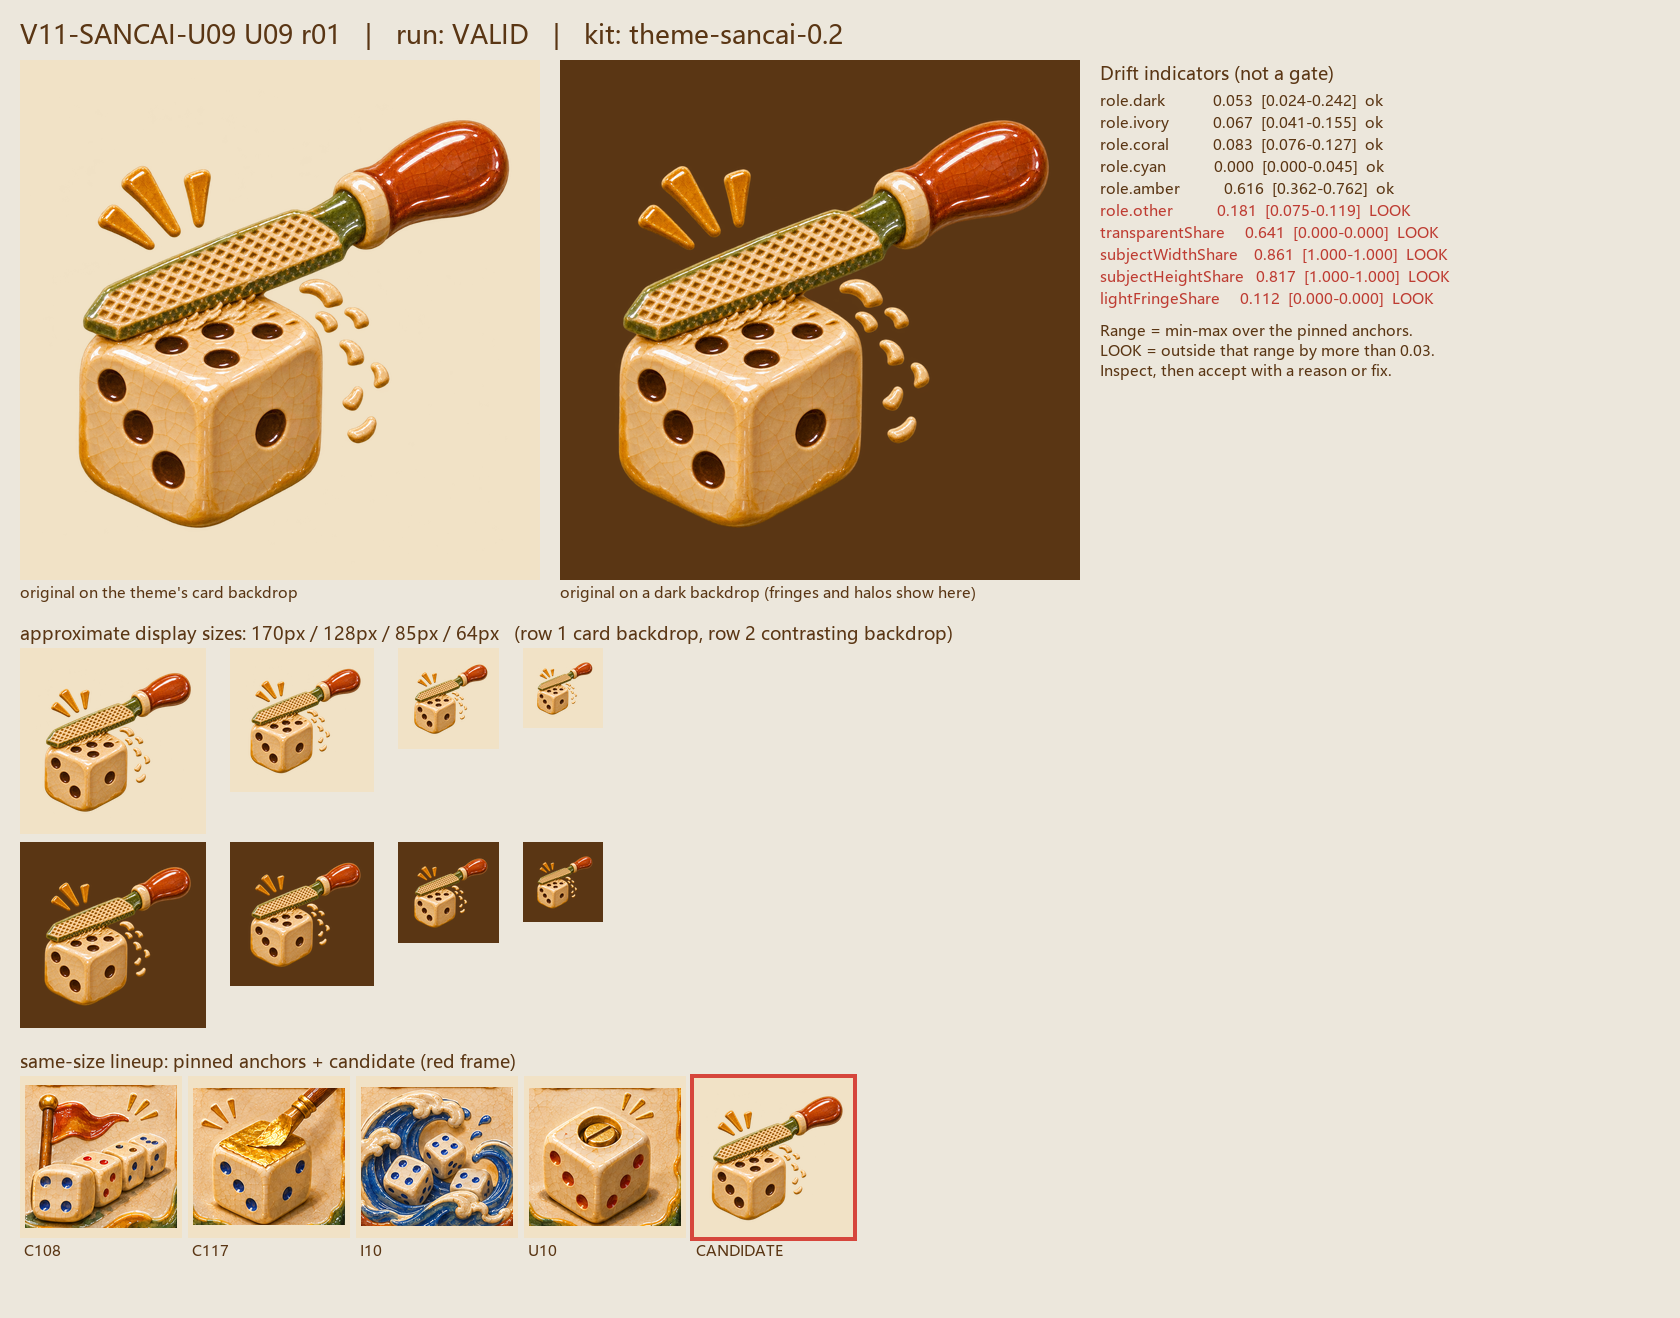 V11-SANCAI-U09 U09 r01   |   run: VALID   |   kit: theme-sancai-0.2
Drift indicators (not a gate)
role.dark 0.053 [0.024-0.242] ok
role.ivory 0.067 [0.041-0.155] ok
role.coral 0.083 [0.076-0.127] ok
role.cyan 0.000 [0.000-0.045] ok
role.amber 0.616 [0.362-0.762] ok
role.other 0.181 [0.075-0.119] LOOK
transparentShare 0.641 [0.000-0.000] LOOK
subjectWidthShare 0.861 [1.000-1.000] LOOK
subjectHeightShare 0.817 [1.000-1.000] LOOK
lightFringeShare 0.112 [0.000-0.000] LOOK
Range = min-max over the pinned anchors.
LOOK = outside that range by more than 0.03.
Inspect, then accept with a reason or fix.
original on the theme's card backdrop
original on a dark backdrop (fringes and halos show here)
approximate display sizes: 170px / 128px / 85px / 64px   (row 1 card backdrop, row 2 contrasting backdrop)
same-size lineup: pinned anchors + candidate (red frame)
C108
C117
I10
U10
CANDIDATE